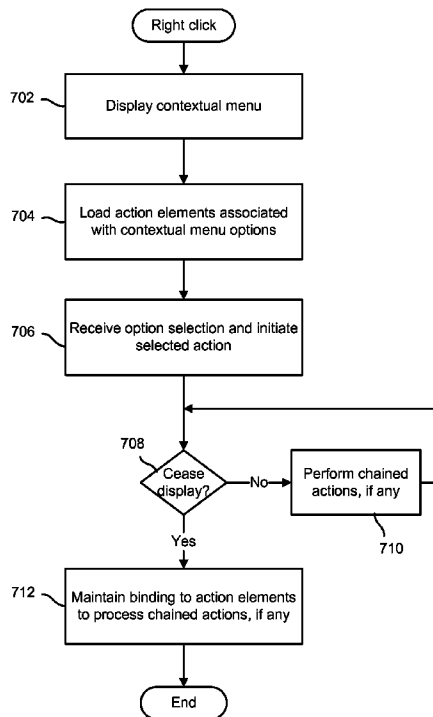 Right click
702
Display contextual menu
704
Load action elements associated
with contextual menu options
706
Receive option selection and initiate
selected action
708
Cease
display?
No
Perform chained
actions, if any
710
Yes
712
Maintain binding to action elements
to process chained actions, if any
End